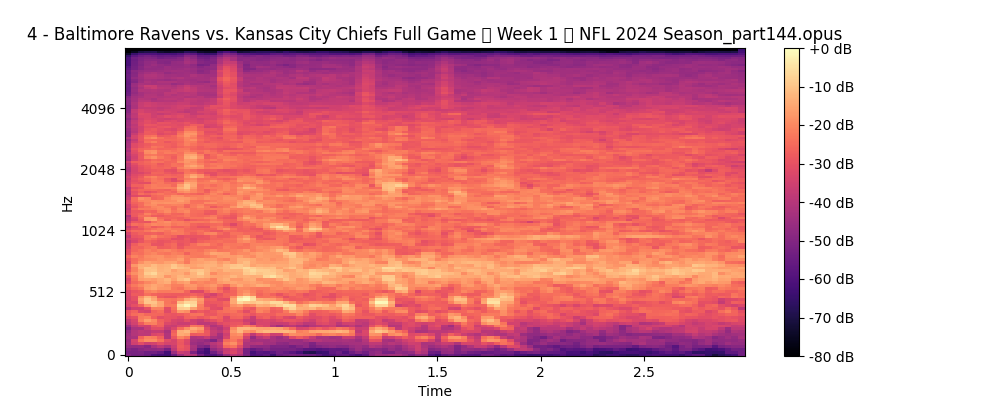 4 - Baltimore Ravens vs. Kansas City Chiefs Full Game ▯ Week 1 ▯ NFL 2024 Season_part144.opus
+0 dB
-10 dB
-20 dB
-30 dB
-40 dB
-50 dB
-60 dB
-70 dB
-80 dB
4096
2048
1024
512
0
Hz
0
0.5
1
1.5
2
2.5
Time